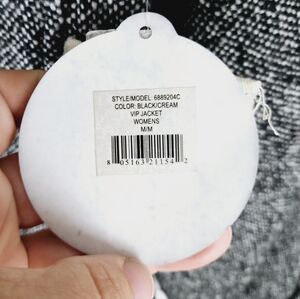 STYLE/MODEL: 6889204C
COLOR: BLACK/CREAM
VIP JACKET
WOMENS
M/M
8 05163 21154 2